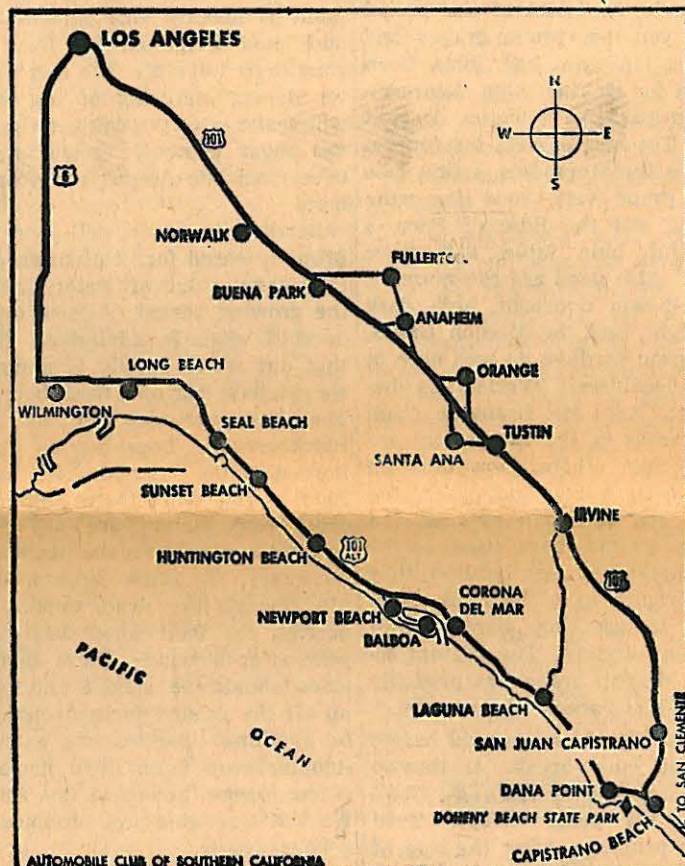 LOS ANGELES
101
N
W E
S
6
NORWALK
FULLERTON
BUENA PARK
ANAHEIM
LONG BEACH
ORANGE
WILMINGTON
SEAL BEACH
TUSTIN
SANTA ANA
SUNSET BEACH
IRVINE
HUNTINGTON BEACH
101
ALT
101
CORONA
DEL MAR
NEWPORT BEACH
BALBOA
PACIFIC
LAGUNA BEACH
OCEAN
SAN JUAN CAPISTRANO
TO SAN CLEMENTE
DANA POINT
DOHENY BEACH STATE PARK
CAPISTRANO BEACH
AUTOMOBILE CLUB OF SOUTHERN CALIFORNIA